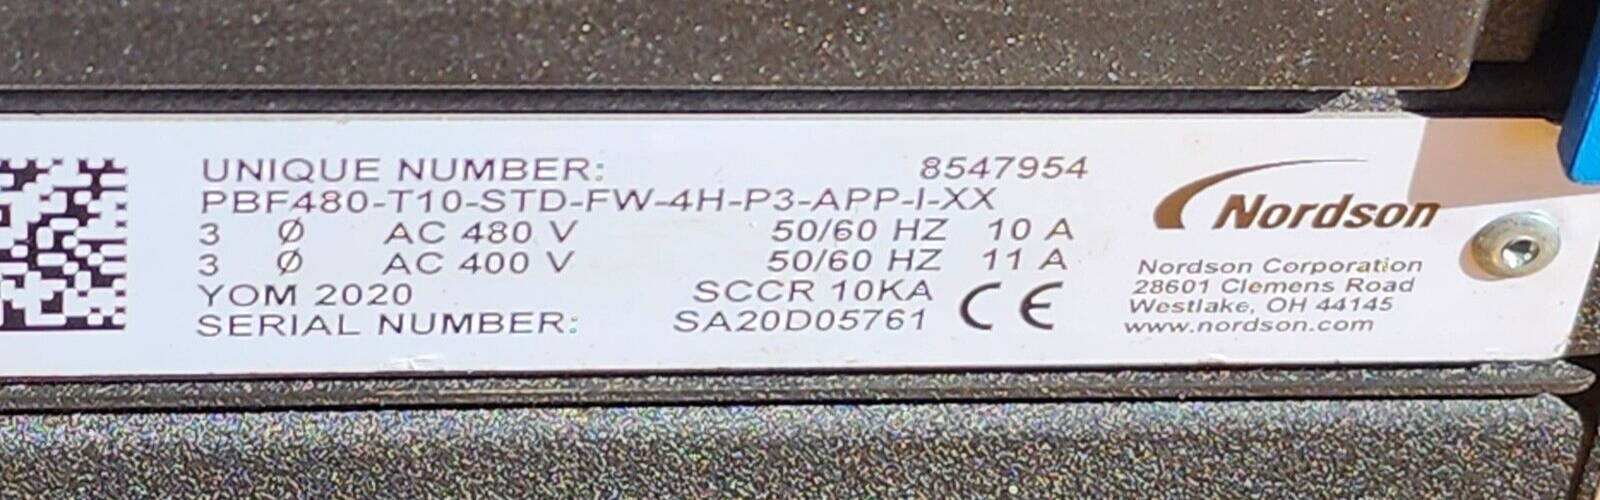 UNIQUE NUMBER: 8547954
PBF480-T10-STD-FW-4H-P3-APP-I-XX
3 Ø AC 480 V 50/60 HZ 10 A
3 Ø AC 400 V 50/60 HZ 11 A
YOM 2020 SCCR 10KA
SERIAL NUMBER: SA20D05761
CE
Nordson
Nordson Corporation
28601 Clemens Road
Westlake, OH 44145
www.nordson.com